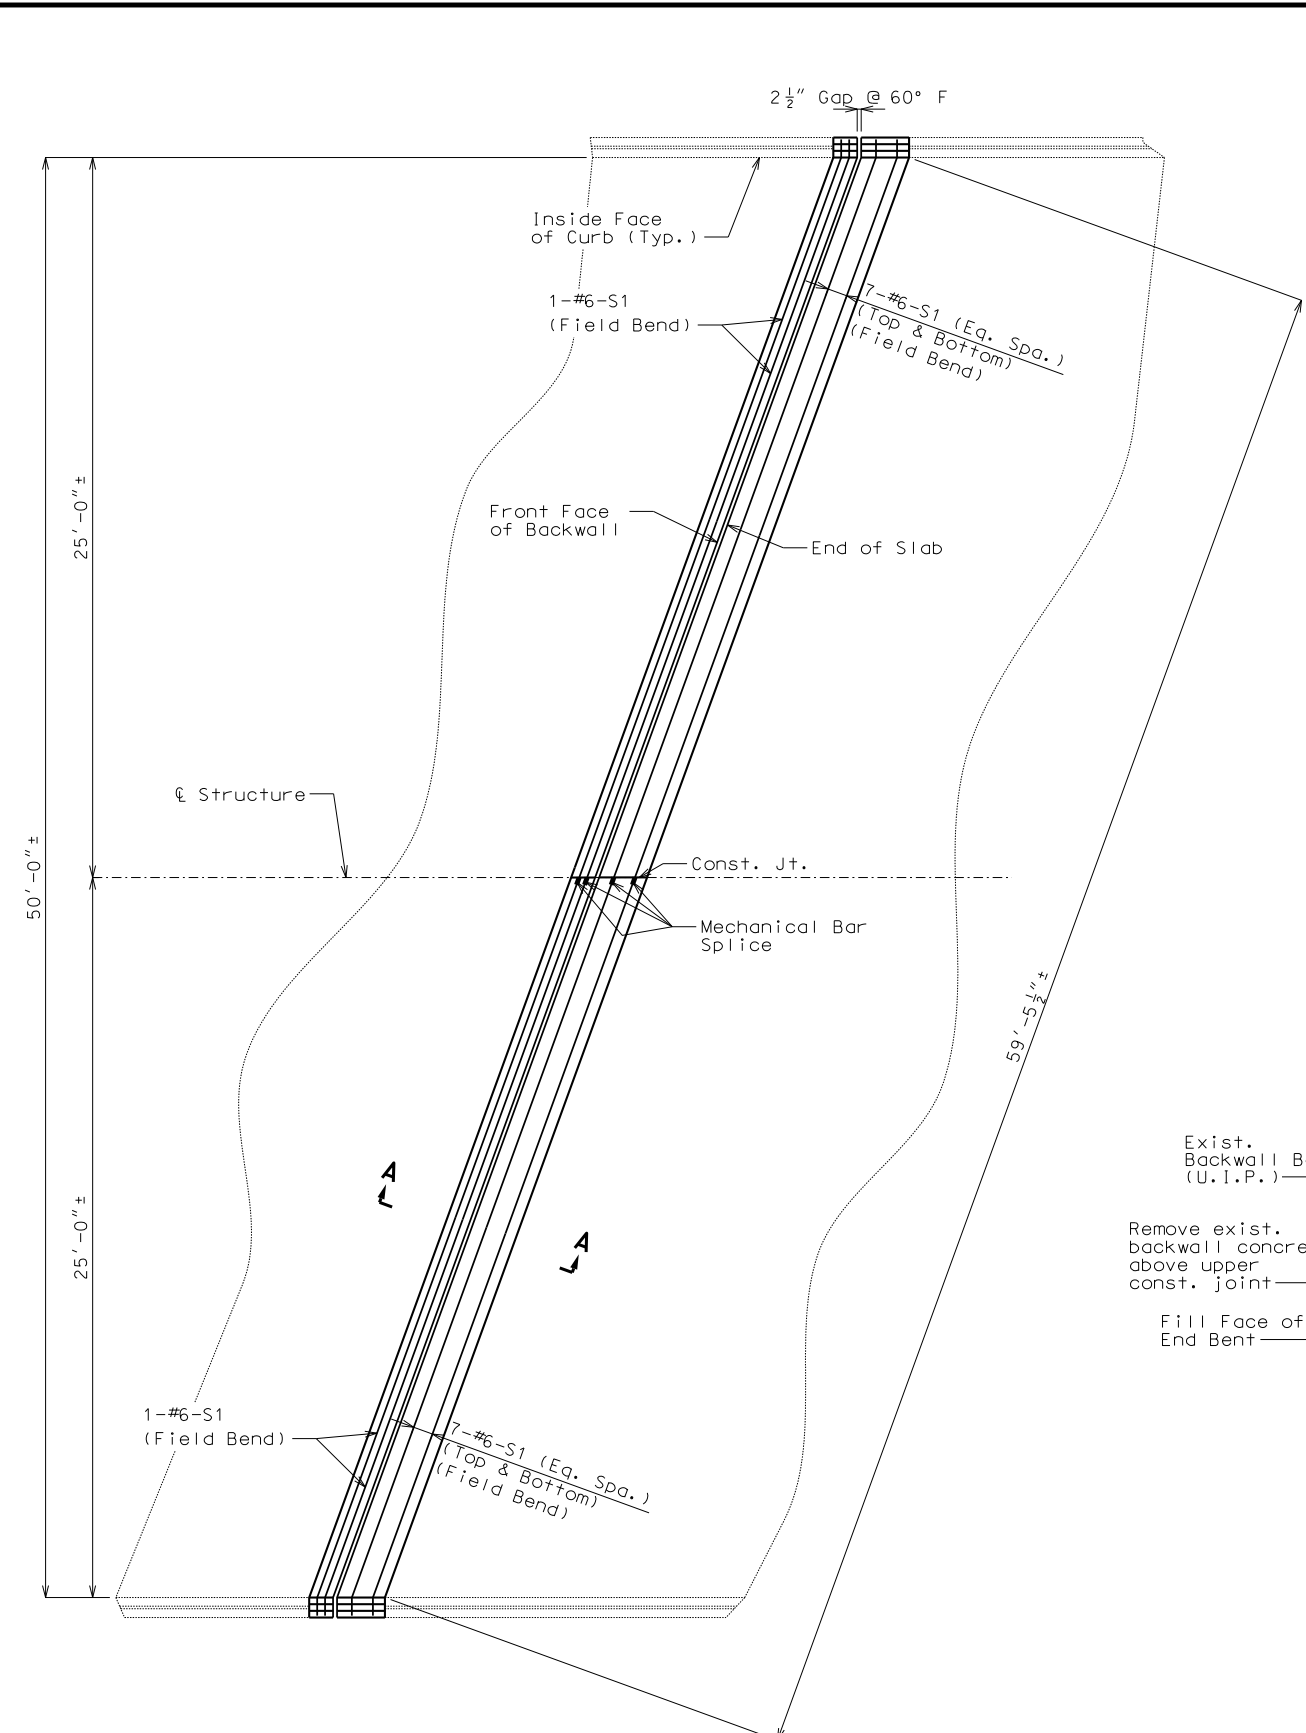 2½" Gap @ 60° F
Inside Face
of Curb (Typ.)
1-#6-S1
(Field Bend)
7-#6-S1 (Eq. Spa.)
(Top & Bottom)
(Field Bend)
25'-0"±
Front Face
of Backwall
End of Slab
℄ Structure
50'-0"±
Const. Jt.
Mechanical Bar
Splice
59'-5½"±
A
A
25'-0"±
Exist.
Backwall B
(U.I.P.)
Remove exist.
backwall concre
above upper
const. joint
Fill Face of
End Bent
1-#6-S1
(Field Bend)
7-#6-S1 (Eq. Spa.)
(Top & Bottom)
(Field Bend)